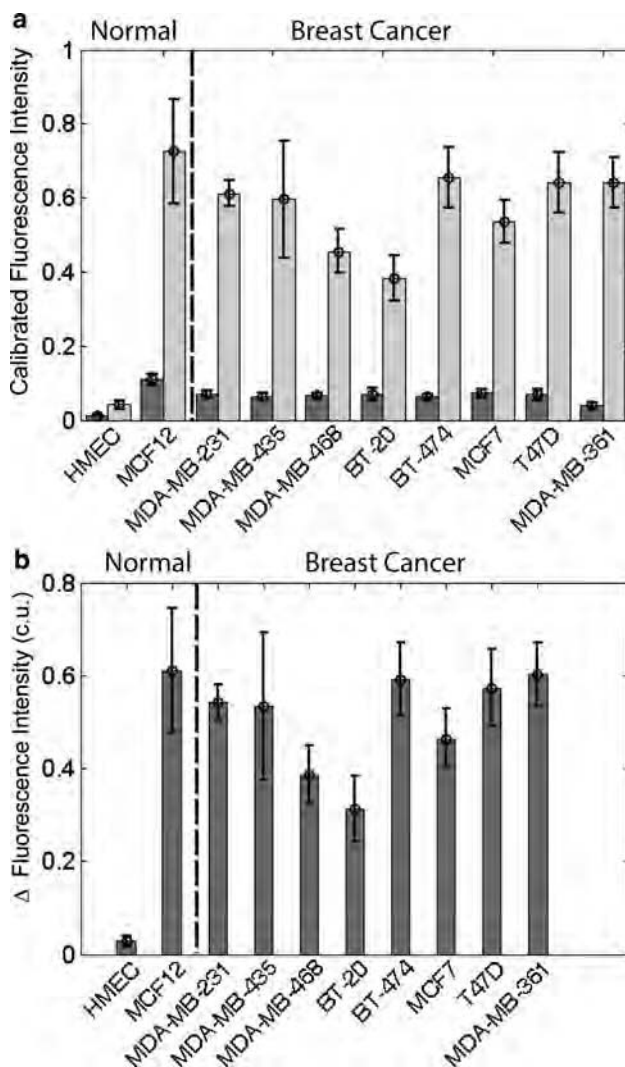 a
Normal Breast Cancer
Calibrated Fluorescence Intensity
1
0.8
0.6
0.4
0.2
0
HMEC
MCF12
MDA-MB-231
MDA-MB-435
MDA-MB-468
BT-20
BT-474
MCF7
T47D
MDA-MB-361
b
Normal Breast Cancer
Δ Fluorescence Intensity (c.u.)
0.8
0.6
0.4
0.2
0
HMEC
MCF12
MDA-MB-231
MDA-MB-435
MDA-MB-468
BT-20
BT-474
MCF7
T47D
MDA-MB-361